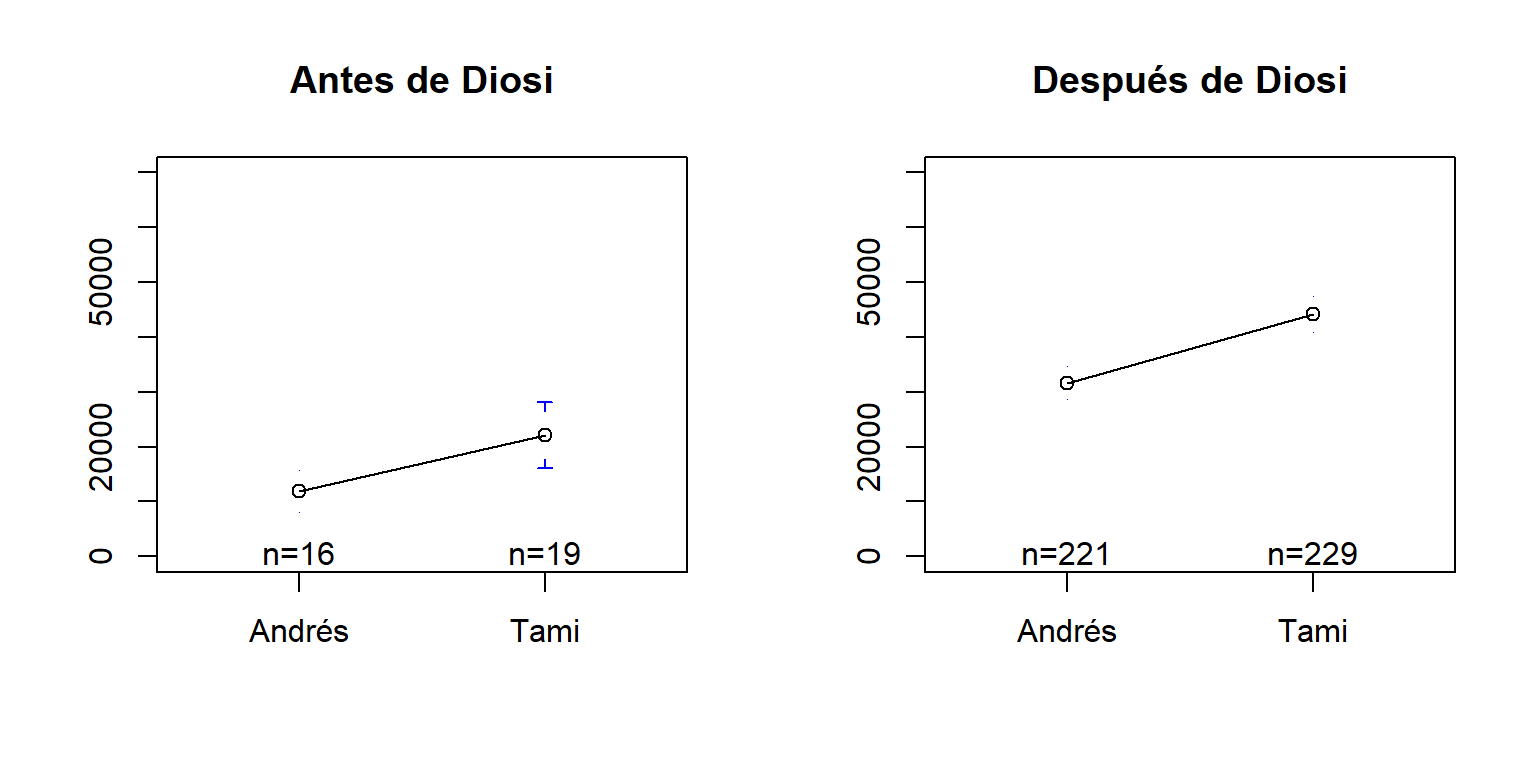 Antes de Diosi
50000
20000
0
n=16
n=19
Andrés
Tami
Después de Diosi
50000
20000
0
n=221
n=229
Andrés
Tami